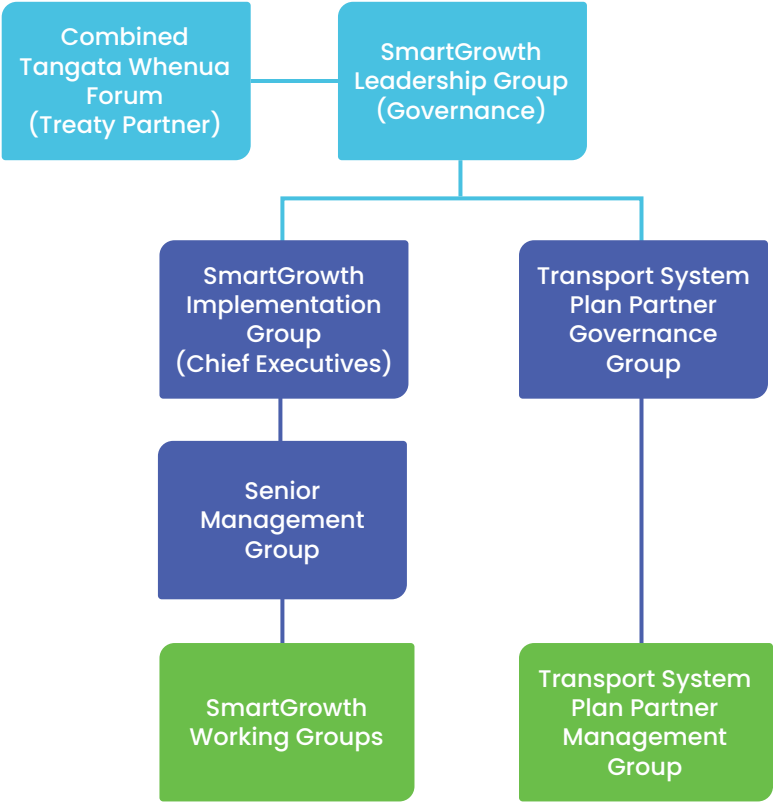 Combined
Tangata Whenua
Forum
(Treaty Partner)
SmartGrowth
Leadership Group
(Governance)
SmartGrowth
Implementation
Group
(Chief Executives)
Transport System
Plan Partner
Governance
Group
Senior
Management
Group
SmartGrowth
Working Groups
Transport System
Plan Partner
Management
Group